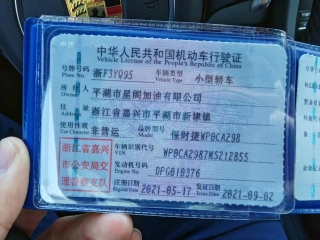 中华人民共和国机动车行驶证
Vehicle License of the People's Republic of China
号牌号码 浙F3YQ95 车辆类型 小型轿车
Plate No. Vehicle Type
所有人 平湖市星阁加油有限公司
Owner
住址 浙江省嘉兴市平湖市新埭镇
Address
使用性质 非营运 品牌型号 保时捷WP0CA298
Use Character Model
浙江省嘉兴 车辆识别代号 WP0CA2987MS212855
VIN
市公安局交 发动机号码 DPG010376
Engine No.
通警察支队 注册日期 2021-05-17 发证日期 2021-09-02
Register Date Issue Date